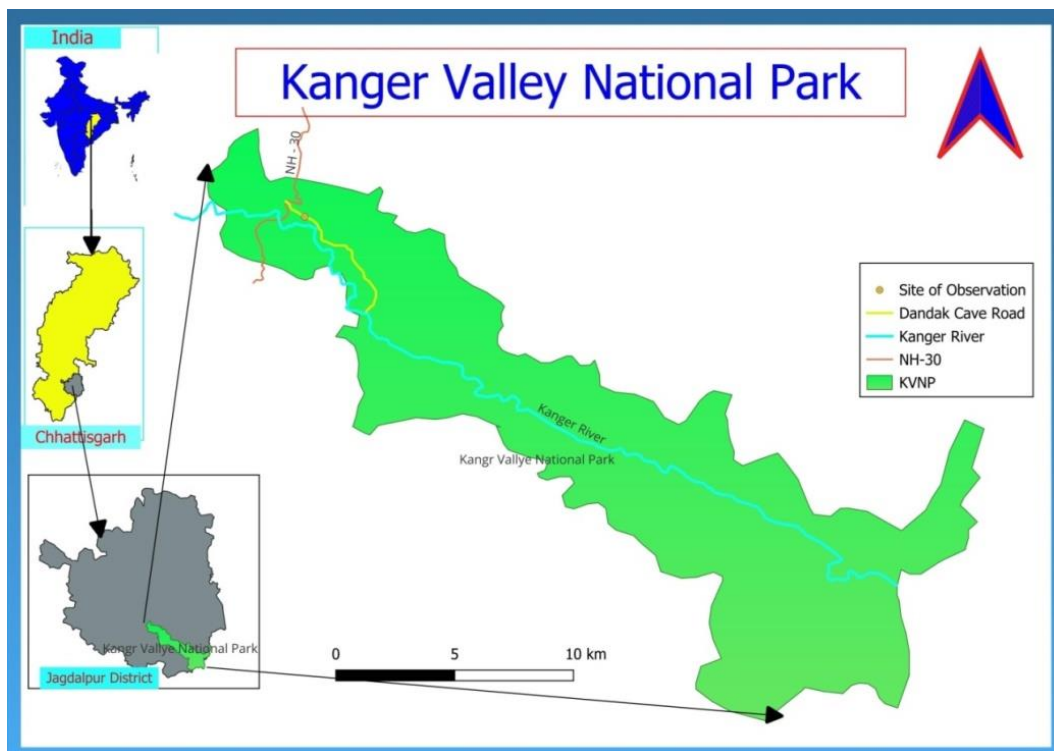 India
Kanger Valley National Park
NH - 30
Chhattisgarh
Site of Observation
Dandak Cave Road
Kanger River
NH-30
KVNP
Kanger River
Kangr Vallye National Park
Kangr Vallye National Park
Jagdalpur District
0 5 10 km